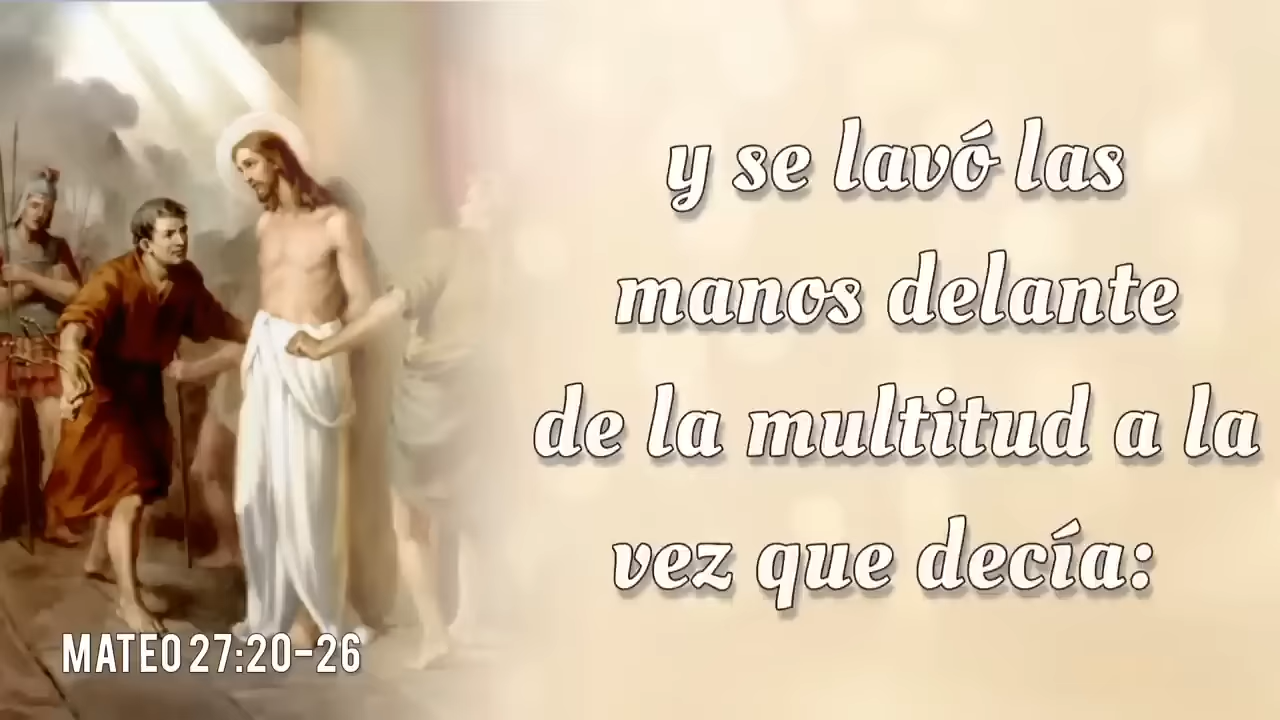 y se lavó las
manos delante
de la multitud a la
vez que decía:
MATEO 27:20-26